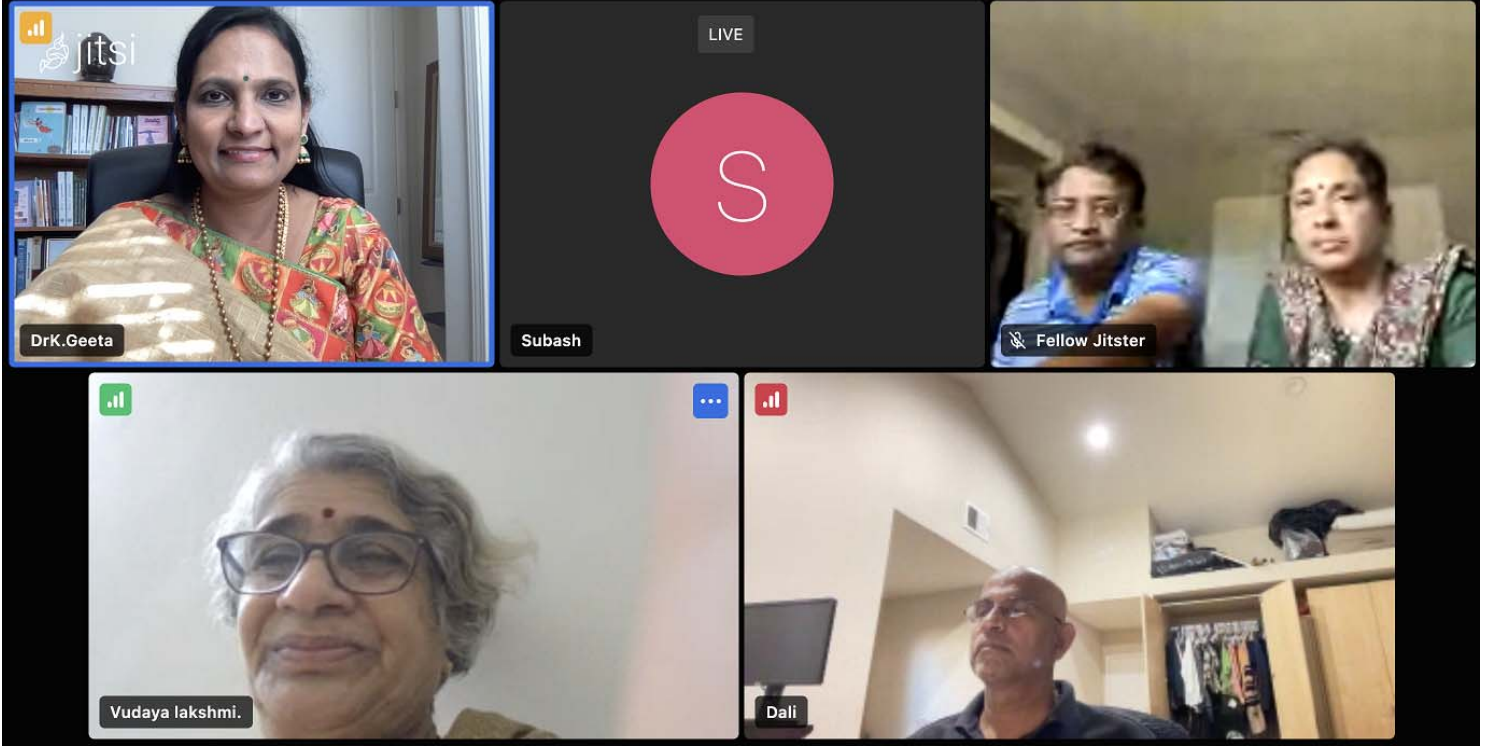 jitsi
LIVE
S
DrK.Geeta
Subash
Fellow Jitster
Vudaya lakshmi.
Dali